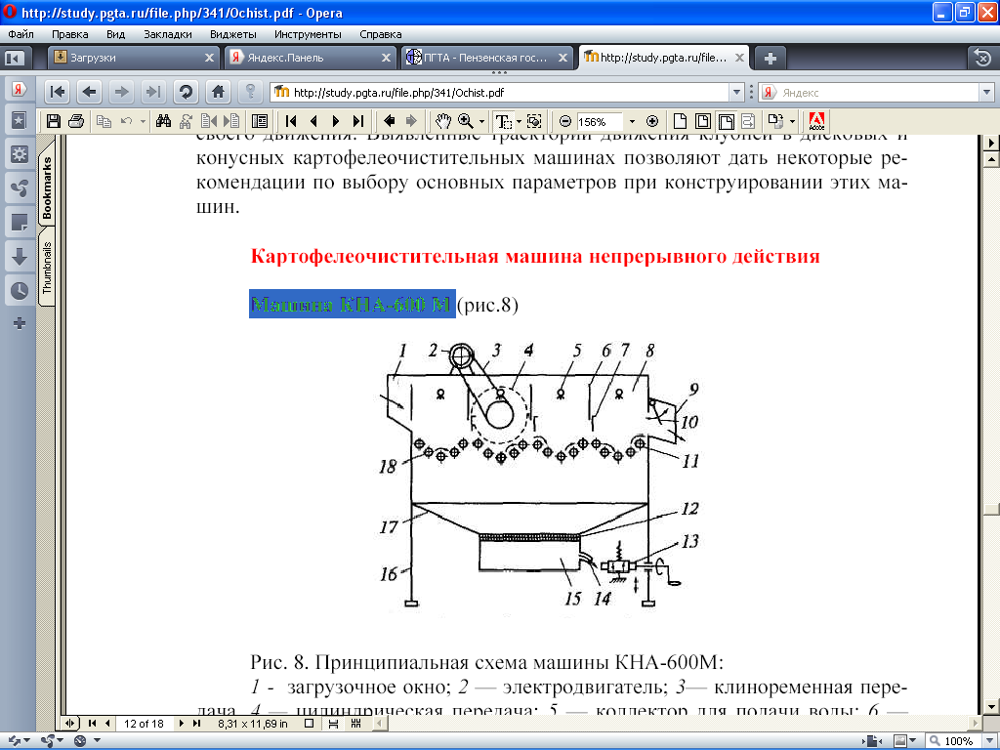 http://study.pgta.ru/file.php/341/Ochist.pdf - Opera
Файл Правка Вид Закладки Виджеты Инструменты Справка
Загрузки Яндекс.Панель ПГТА - Пензенская гос... http://study.pgta.ru/file...
http://study.pgta.ru/file.php/341/Ochist.pdf Яндекс
156%
Bookmarks
Thumbnails
своего движения. Выявленные траектории движения клубней в дисковых и
конусных картофелеочистительных машинах позволяют дать некоторые ре-
комендации по выбору основных параметров при конструировании этих ма-
шин.
Картофелеочистительная машина непрерывного действия
Машина КНА-600 М (рис.8)
1 2 3 4 5 6 7 8
9
10
11
18
12
17
13
16
15 14
Рис. 8. Принципиальная схема машины КНА-600М:
1 - загрузочное окно; 2 — электродвигатель; 3— клиноременная пере-
дача, 4 — цилиндрическая передача; 5 — коллектор для подачи воды; 6 —
12 of 18 8,31 x 11,69 in
100%